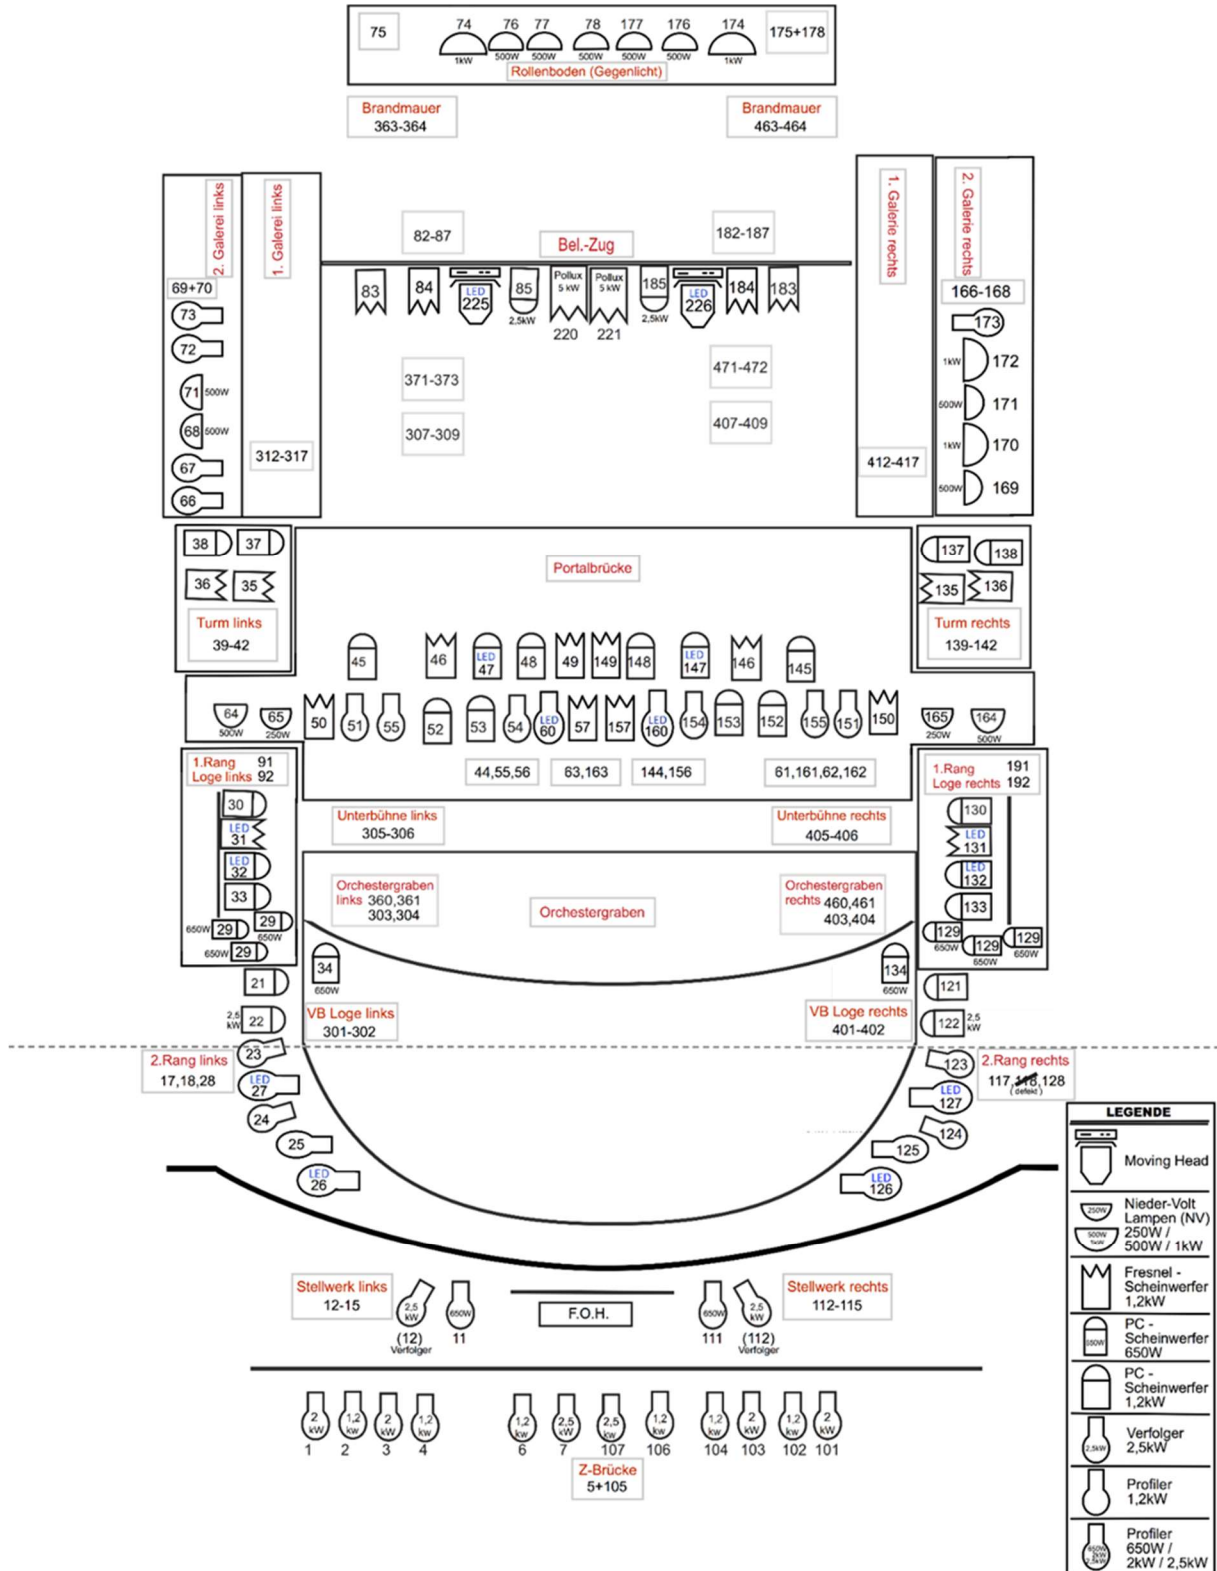 75
74
76
77
78
177
176
174
175+178
1kW
500W
500W
500W
500W
500W
1kW
Rollenboden (Gegenlicht)
Brandmauer
363-364
Brandmauer
463-464
2. Galerei links
1. Galerei links
1. Galerie rechts
2. Galerie rechts
82-87
Bel.-Zug
182-187
69+70
166-168
83
84
LED
225
85
2,5kW
Pollux
5 kW
220
Pollux
5 kW
221
185
2,5kW
LED
226
184
183
73
72
71
500W
68
500W
67
66
173
1kW
172
500W
171
1kW
170
500W
169
371-373
471-472
307-309
407-409
312-317
412-417
38
37
36
35
Turm links
39-42
Portalbrücke
137
138
135
136
Turm rechts
139-142
45
46
LED
47
48
49
149
148
LED
147
146
145
64
500W
65
250W
50
51
55
52
53
54
LED
60
57
157
LED
160
154
153
152
155
151
150
165
250W
164
500W
44,55,56
63,163
144,156
61,161,62,162
1.Rang 91
Loge links 92
1.Rang 191
Loge rechts 192
30
LED
31
LED
32
33
29
650W
650W
29
650W
29
130
LED
131
LED
132
133
129
650W
129
650W
129
650W
Unterbühne links
305-306
Unterbühne rechts
405-406
Orchestergraben
links 360,361
303,304
Orchestergraben
Orchestergraben
rechts 460,461
403,404
34
650W
134
650W
21
121
VB Loge links
301-302
VB Loge rechts
401-402
2,5
kW
22
122
2,5
kW
2.Rang links
17,18,28
2.Rang rechts
117,118,128
( defekt )
23
LED
27
24
25
LED
26
123
LED
127
124
125
LED
126
Stellwerk links
12-15
2,5
kW
(12)
Verfolger
650W
11
F.O.H.
650W
111
2,5
kW
(112)
Verfolger
Stellwerk rechts
112-115
2
kW
1
1,2
kw
2
2
kW
3
1,2
kw
4
1,2
kw
6
2,5
kw
7
2,5
kw
107
1,2
kw
106
1,2
kw
104
2
kW
103
1,2
kw
102
2
kW
101
Z-Brücke
5+105
LEGENDE
Moving Head
250W
500W
1kW
Nieder-Volt
Lampen (NV)
250W /
500W / 1kW
Fresnel -
Scheinwerfer
1,2kW
650W
PC -
Scheinwerfer
650W
PC -
Scheinwerfer
1,2kW
2,5kW
Verfolger
2,5kW
Profiler
1,2kW
650W
2kW
2,5kW
Profiler
650W /
2kW / 2,5kW